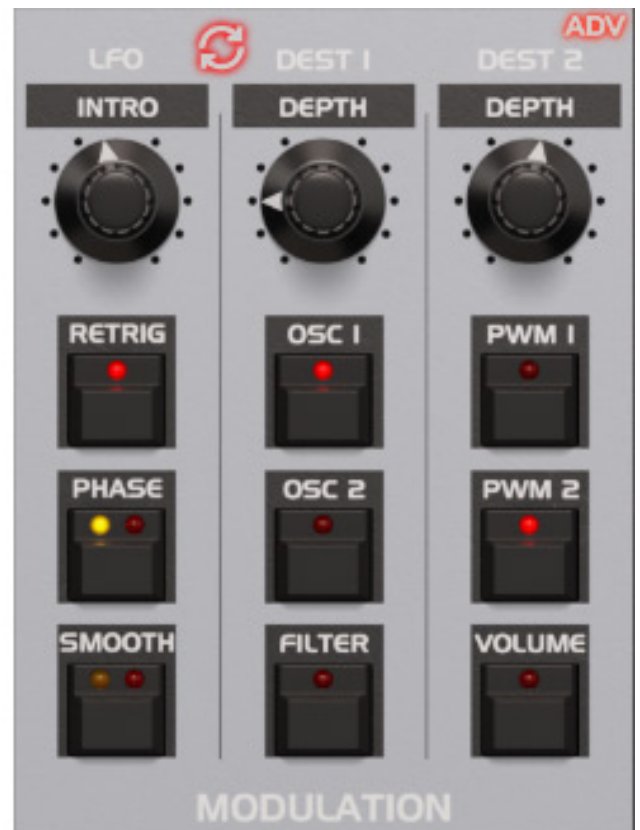 ADV
LFO DEST 1 DEST 2
INTRO DEPTH DEPTH
RETRIG OSC 1 PWM 1
PHASE OSC 2 PWM 2
SMOOTH FILTER VOLUME
MODULATION